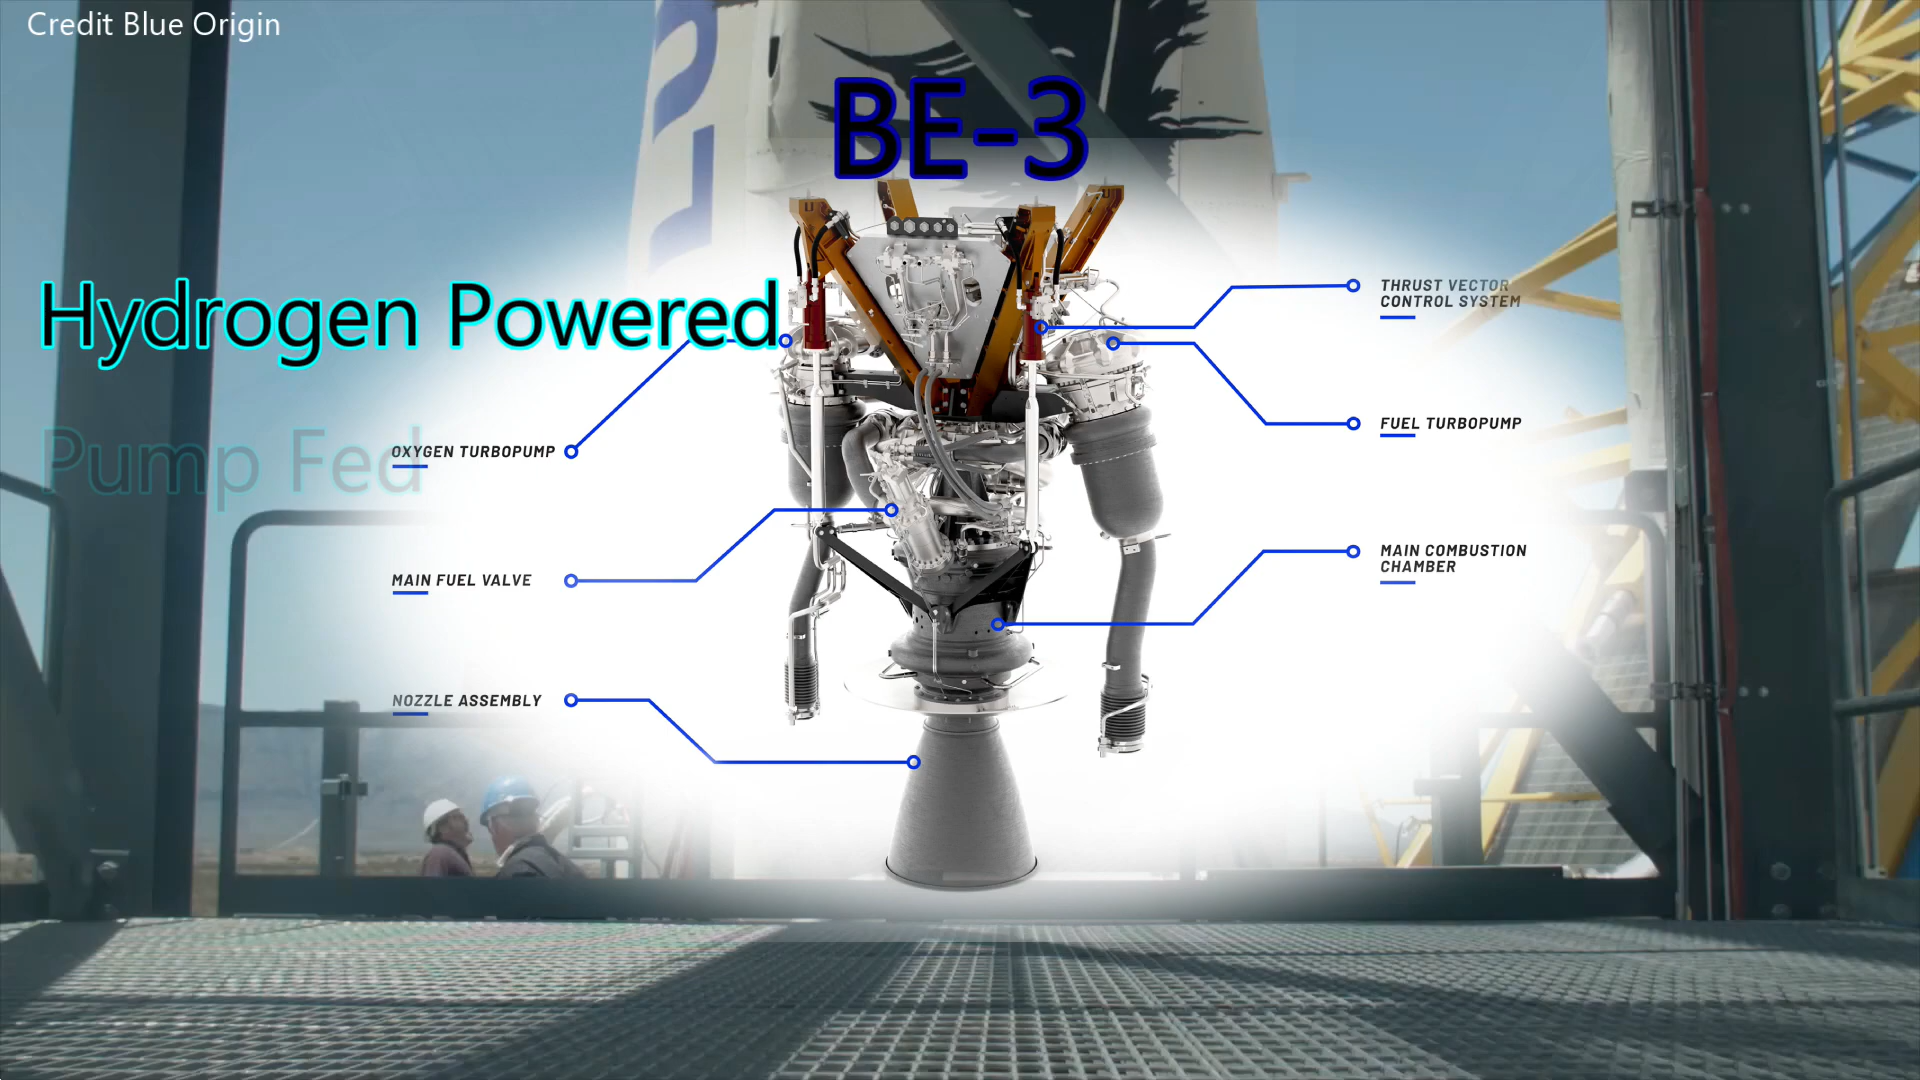 Credit Blue Origin
BE-3
Hydrogen Powered
Pump Fed
THRUST VECTOR
CONTROL SYSTEM
OXYGEN TURBOPUMP
FUEL TURBOPUMP
MAIN FUEL VALVE
MAIN COMBUSTION
CHAMBER
NOZZLE ASSEMBLY